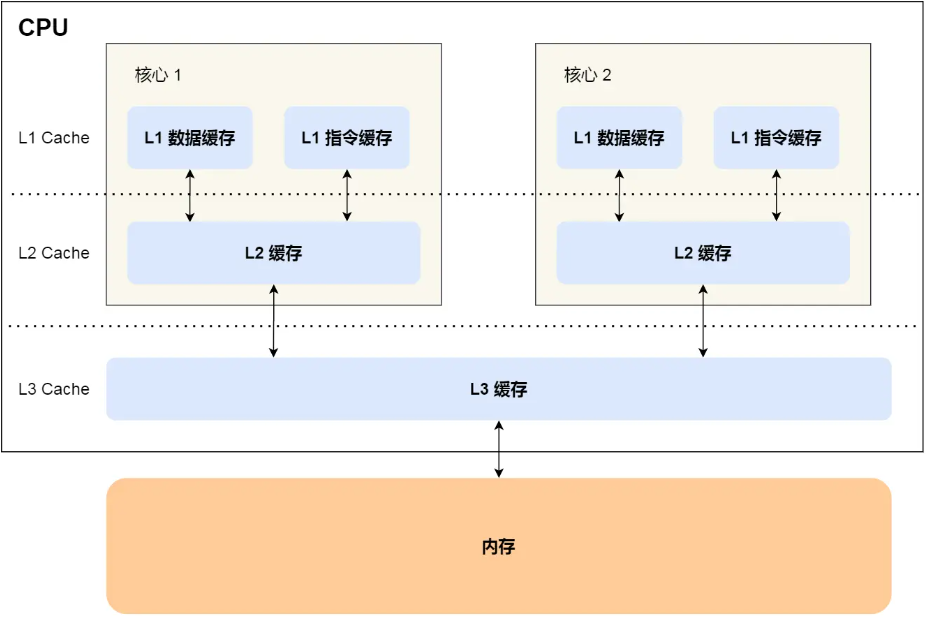 CPU
核心 1
核心 2
L1 Cache
L1 数据缓存
L1 指令缓存
L1 数据缓存
L1 指令缓存
L2 Cache
L2 缓存
L2 缓存
L3 Cache
L3 缓存
内存